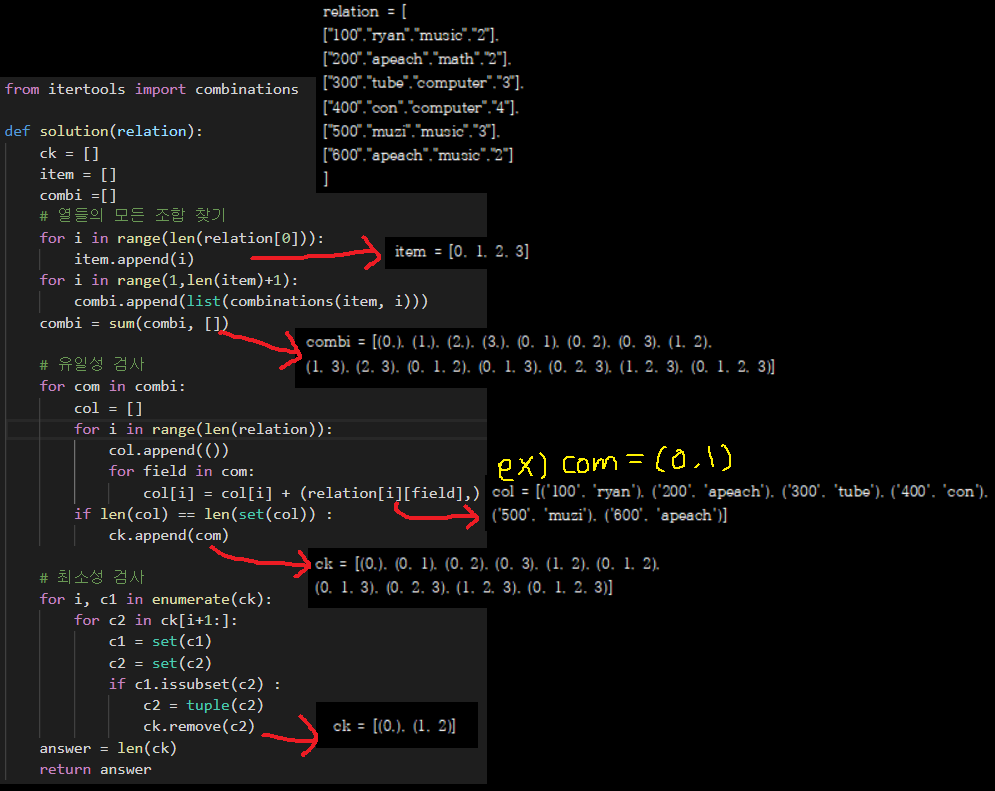 relation = [
["100","ryan","music","2"],
["200","apeach","math","2"],
["300","tube","computer","3"],
["400","con","computer","4"],
["500","muzi","music","3"],
["600","apeach","music","2"]
]
from itertools import combinations
def solution(relation):
ck = []
item = []
combi =[]
# 열들의 모든 조합 찾기
for i in range(len(relation[0])):
item.append(i)
item = [0, 1, 2, 3]
for i in range(1,len(item)+1):
combi.append(list(combinations(item, i)))
combi = sum(combi, [])
combi = [(0,), (1,), (2,), (3,), (0, 1), (0, 2), (0, 3), (1, 2),
(1, 3), (2, 3), (0, 1, 2), (0, 1, 3), (0, 2, 3), (1, 2, 3), (0, 1, 2, 3)]
# 유일성 검사
for com in combi:
col = []
for i in range(len(relation)):
col.append(())
for field in com:
col[i] = col[i] + (relation[i][field],)
ex) com = (0,1)
col = [('100', 'ryan'), ('200', 'apeach'), ('300', 'tube'), ('400', 'con'),
('500', 'muzi'), ('600', 'apeach')]
if len(col) == len(set(col)) :
ck.append(com)
ck = [(0,), (0, 1), (0, 2), (0, 3), (1, 2), (0, 1, 2),
(0, 1, 3), (0, 2, 3), (1, 2, 3), (0, 1, 2, 3)]
# 최소성 검사
for i, c1 in enumerate(ck):
for c2 in ck[i+1:]:
c1 = set(c1)
c2 = set(c2)
if c1.issubset(c2) :
c2 = tuple(c2)
ck.remove(c2)
ck = [(0,), (1, 2)]
answer = len(ck)
return answer